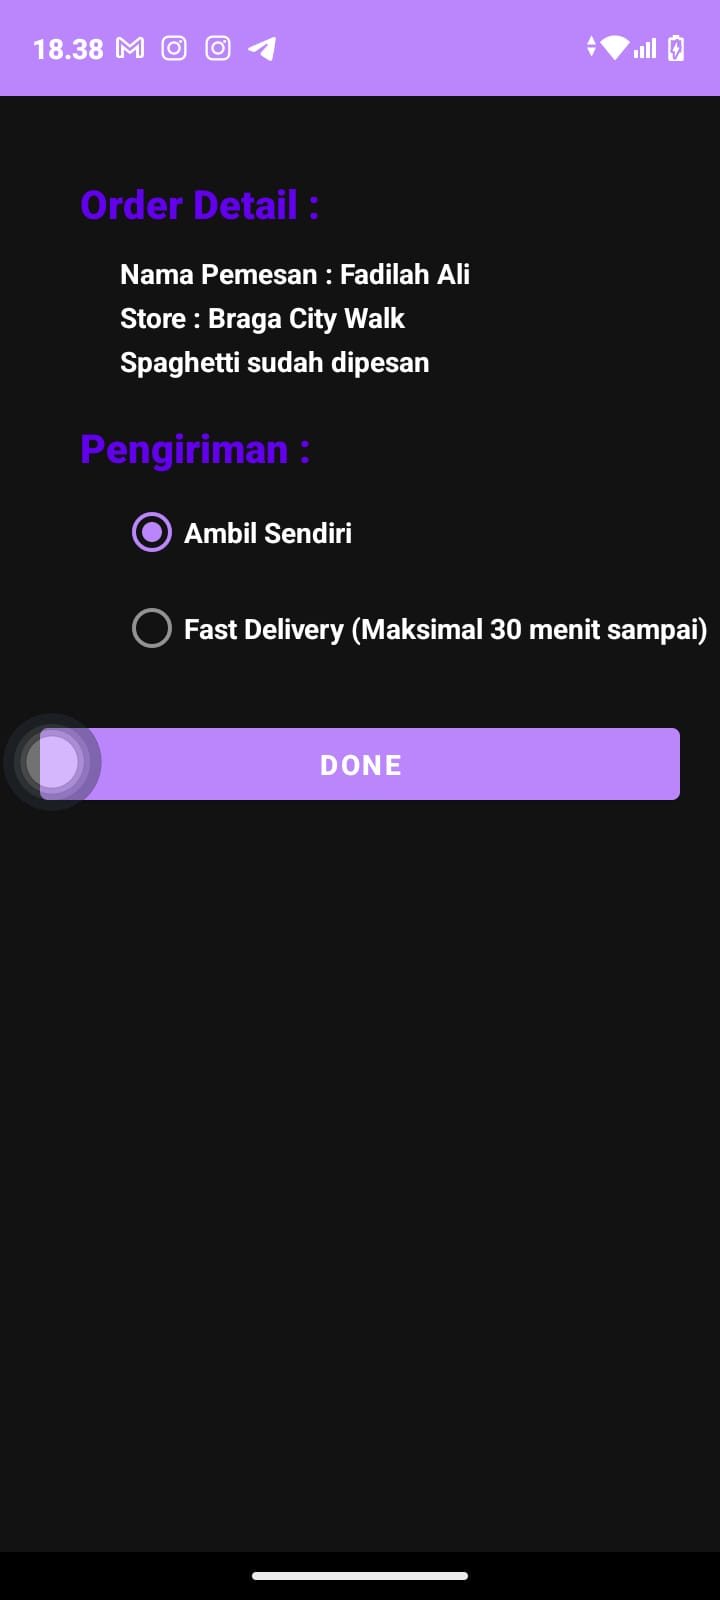 18.38
Order Detail :
Nama Pemesan : Fadilah Ali
Store : Braga City Walk
Spaghetti sudah dipesan
Pengiriman :
Ambil Sendiri
Fast Delivery (Maksimal 30 menit sampai)
DONE